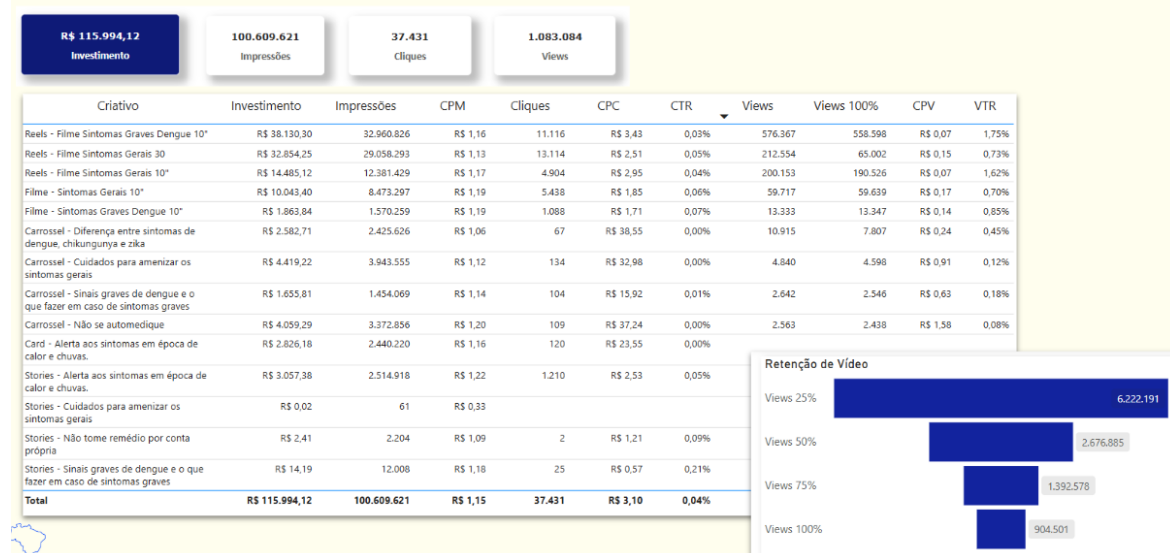 R$ 115.994,12
Investimento
100.609.621
Impressões
37.431
Cliques
1.083.084
Views
Criativo Investimento Impressões CPM Cliques CPC CTR Views Views 100% CPV VTR
Reels - Filme Sintomas Graves Dengue 10" R$ 38.130,30 32.960.826 R$ 1,16 11.116 R$ 3,43 0,03% 576.367 558.598 R$ 0,07 1,75%
Reels - Filme Sintomas Gerais 30 R$ 32.854,25 29.058.293 R$ 1,13 13.114 R$ 2,51 0,05% 212.554 65.002 R$ 0,15 0,73%
Reels - Filme Sintomas Gerais 10" R$ 14.485,12 12.381.429 R$ 1,17 4.904 R$ 2,95 0,04% 200.153 190.526 R$ 0,07 1,62%
Filme - Sintomas Gerais 10" R$ 10.043,40 8.473.297 R$ 1,19 5.438 R$ 1,85 0,06% 59.717 59.639 R$ 0,17 0,70%
Filme - Sintomas Graves Dengue 10" R$ 1.863,84 1.570.259 R$ 1,19 1.088 R$ 1,71 0,07% 13.333 13.347 R$ 0,14 0,85%
Carrossel - Diferença entre sintomas de R$ 2.582,71 2.425.626 R$ 1,06 67 R$ 38,55 0,00% 10.915 7.807 R$ 0,24 0,45%
dengue, chikungunya e zika
Carrossel - Cuidados para amenizar os R$ 4.419,22 3.943.555 R$ 1,12 134 R$ 32,98 0,00% 4.840 4.598 R$ 0,91 0,12%
sintomas gerais
Carrossel - Sinais graves de dengue e o R$ 1.655,81 1.454.069 R$ 1,14 104 R$ 15,92 0,01% 2.642 2.546 R$ 0,63 0,18%
que fazer em caso de sintomas graves
Carrossel - Não se automedique R$ 4.059,29 3.372.856 R$ 1,20 109 R$ 37,24 0,00% 2.563 2.438 R$ 1,58 0,08%
Card - Alerta aos sintomas em época de R$ 2.826,18 2.440.220 R$ 1,16 120 R$ 23,55 0,00%
calor e chuvas.
Stories - Alerta aos sintomas em época de R$ 3.057,38 2.514.918 R$ 1,22 1.210 R$ 2,53 0,05%
calor e chuvas.
Stories - Cuidados para amenizar os R$ 0,02 61 R$ 0,33
sintomas gerais
Stories - Não tome remédio por conta R$ 2,41 2.204 R$ 1,09 2 R$ 1,21 0,09%
própria
Stories - Sinais graves de dengue e o que R$ 14,19 12.008 R$ 1,18 25 R$ 0,57 0,21%
fazer em caso de sintomas graves
Total R$ 115.994,12 100.609.621 R$ 1,15 37.431 R$ 3,10 0,04%
Retenção de Vídeo
Views 25% 6.222.191
Views 50% 2.676.885
Views 75% 1.392.578
Views 100% 904.501